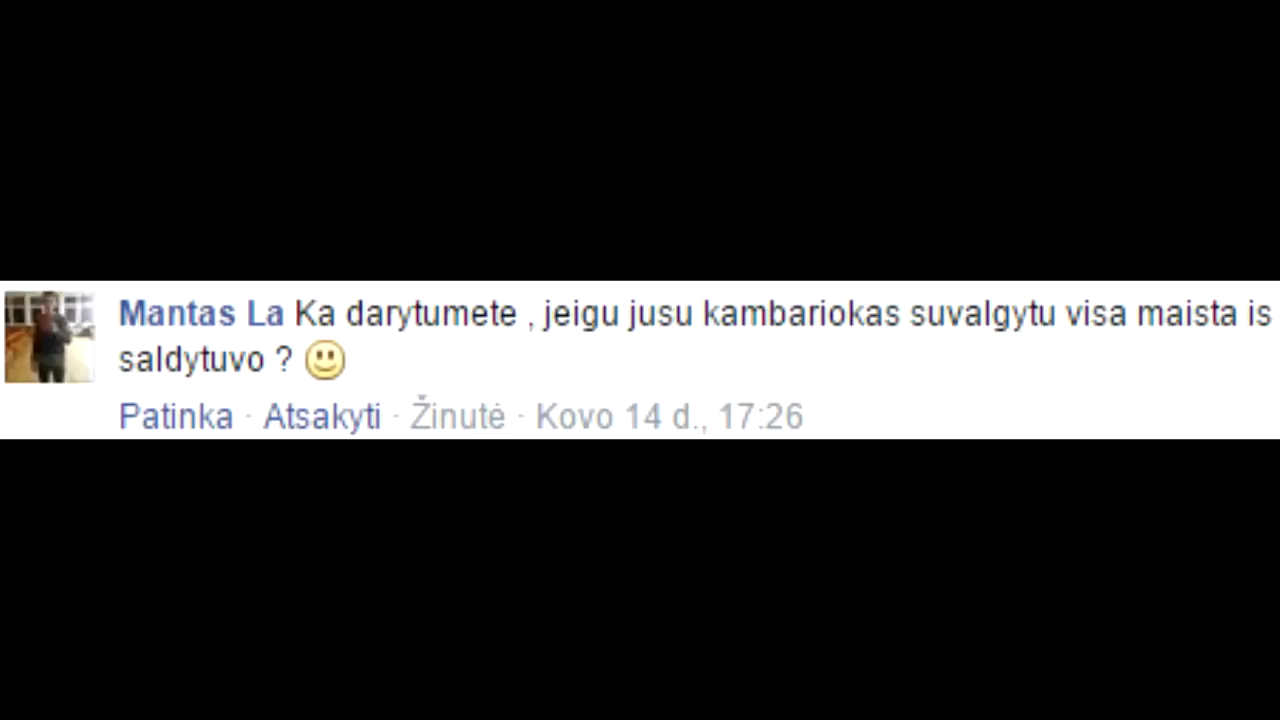 Mantas La Ka darytumete , jeigu jusu kambariokas suvalgytu visa maista is
saldytuvo ?
Patinka · Atsakyti · Žinutė · Kovo 14 d., 17:26